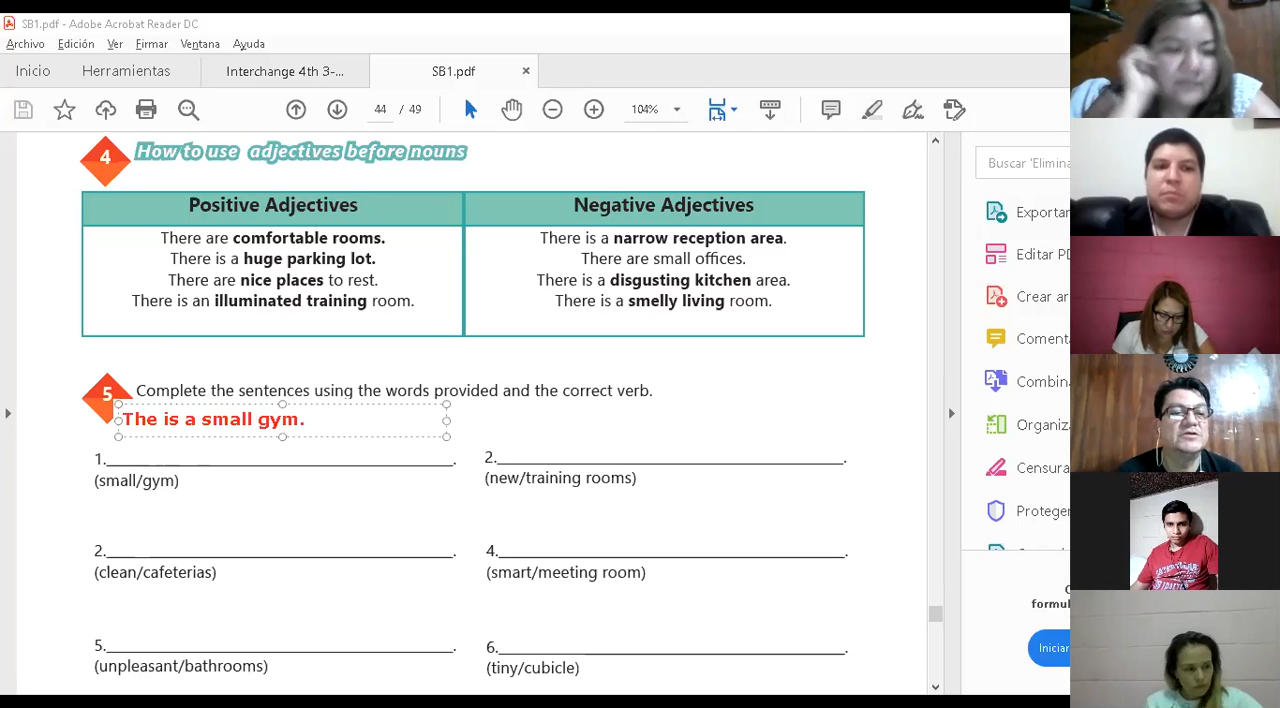 SB1.pdf - Adobe Acrobat Reader DC
Archivo Edición Ver Firmar Ventana Ayuda
Inicio Herramientas Interchange 4th 3-... SB1.pdf ×
44 / 49 104%
4 How to use adjectives before nouns
Positive Adjectives Negative Adjectives
There are comfortable rooms. There is a narrow reception area.
There is a huge parking lot. There are small offices.
There are nice places to rest. There is a disgusting kitchen area.
There is an illuminated training room. There is a smelly living room.
5 Complete the sentences using the words provided and the correct verb.
The is a small gym.
1. . 2. .
(small/gym) (new/training rooms)
2. . 4. .
(clean/cafeterias) (smart/meeting room)
5. . 6. .
(unpleasant/bathrooms) (tiny/cubicle)
Buscar 'Elimina
Exportar
Editar PD
Crear ar
Coment
Combin
Organiz
Censura
Proteger
formul
Iniciar